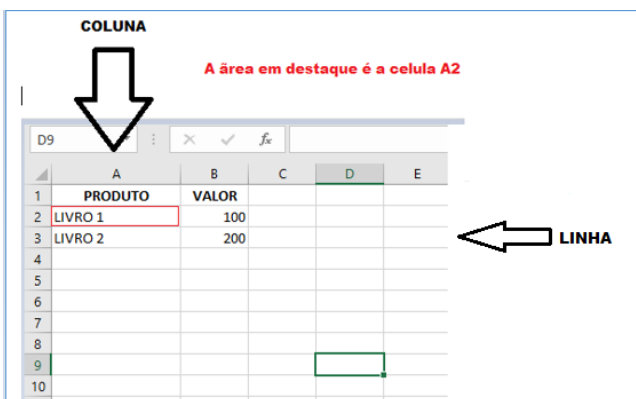 COLUNA
A ãrea em destaque é a celula A2
D9 fx
A B C D E
1 PRODUTO VALOR
2 LIVRO 1 100
3 LIVRO 2 200
LINHA
4
5
6
7
8
9
10